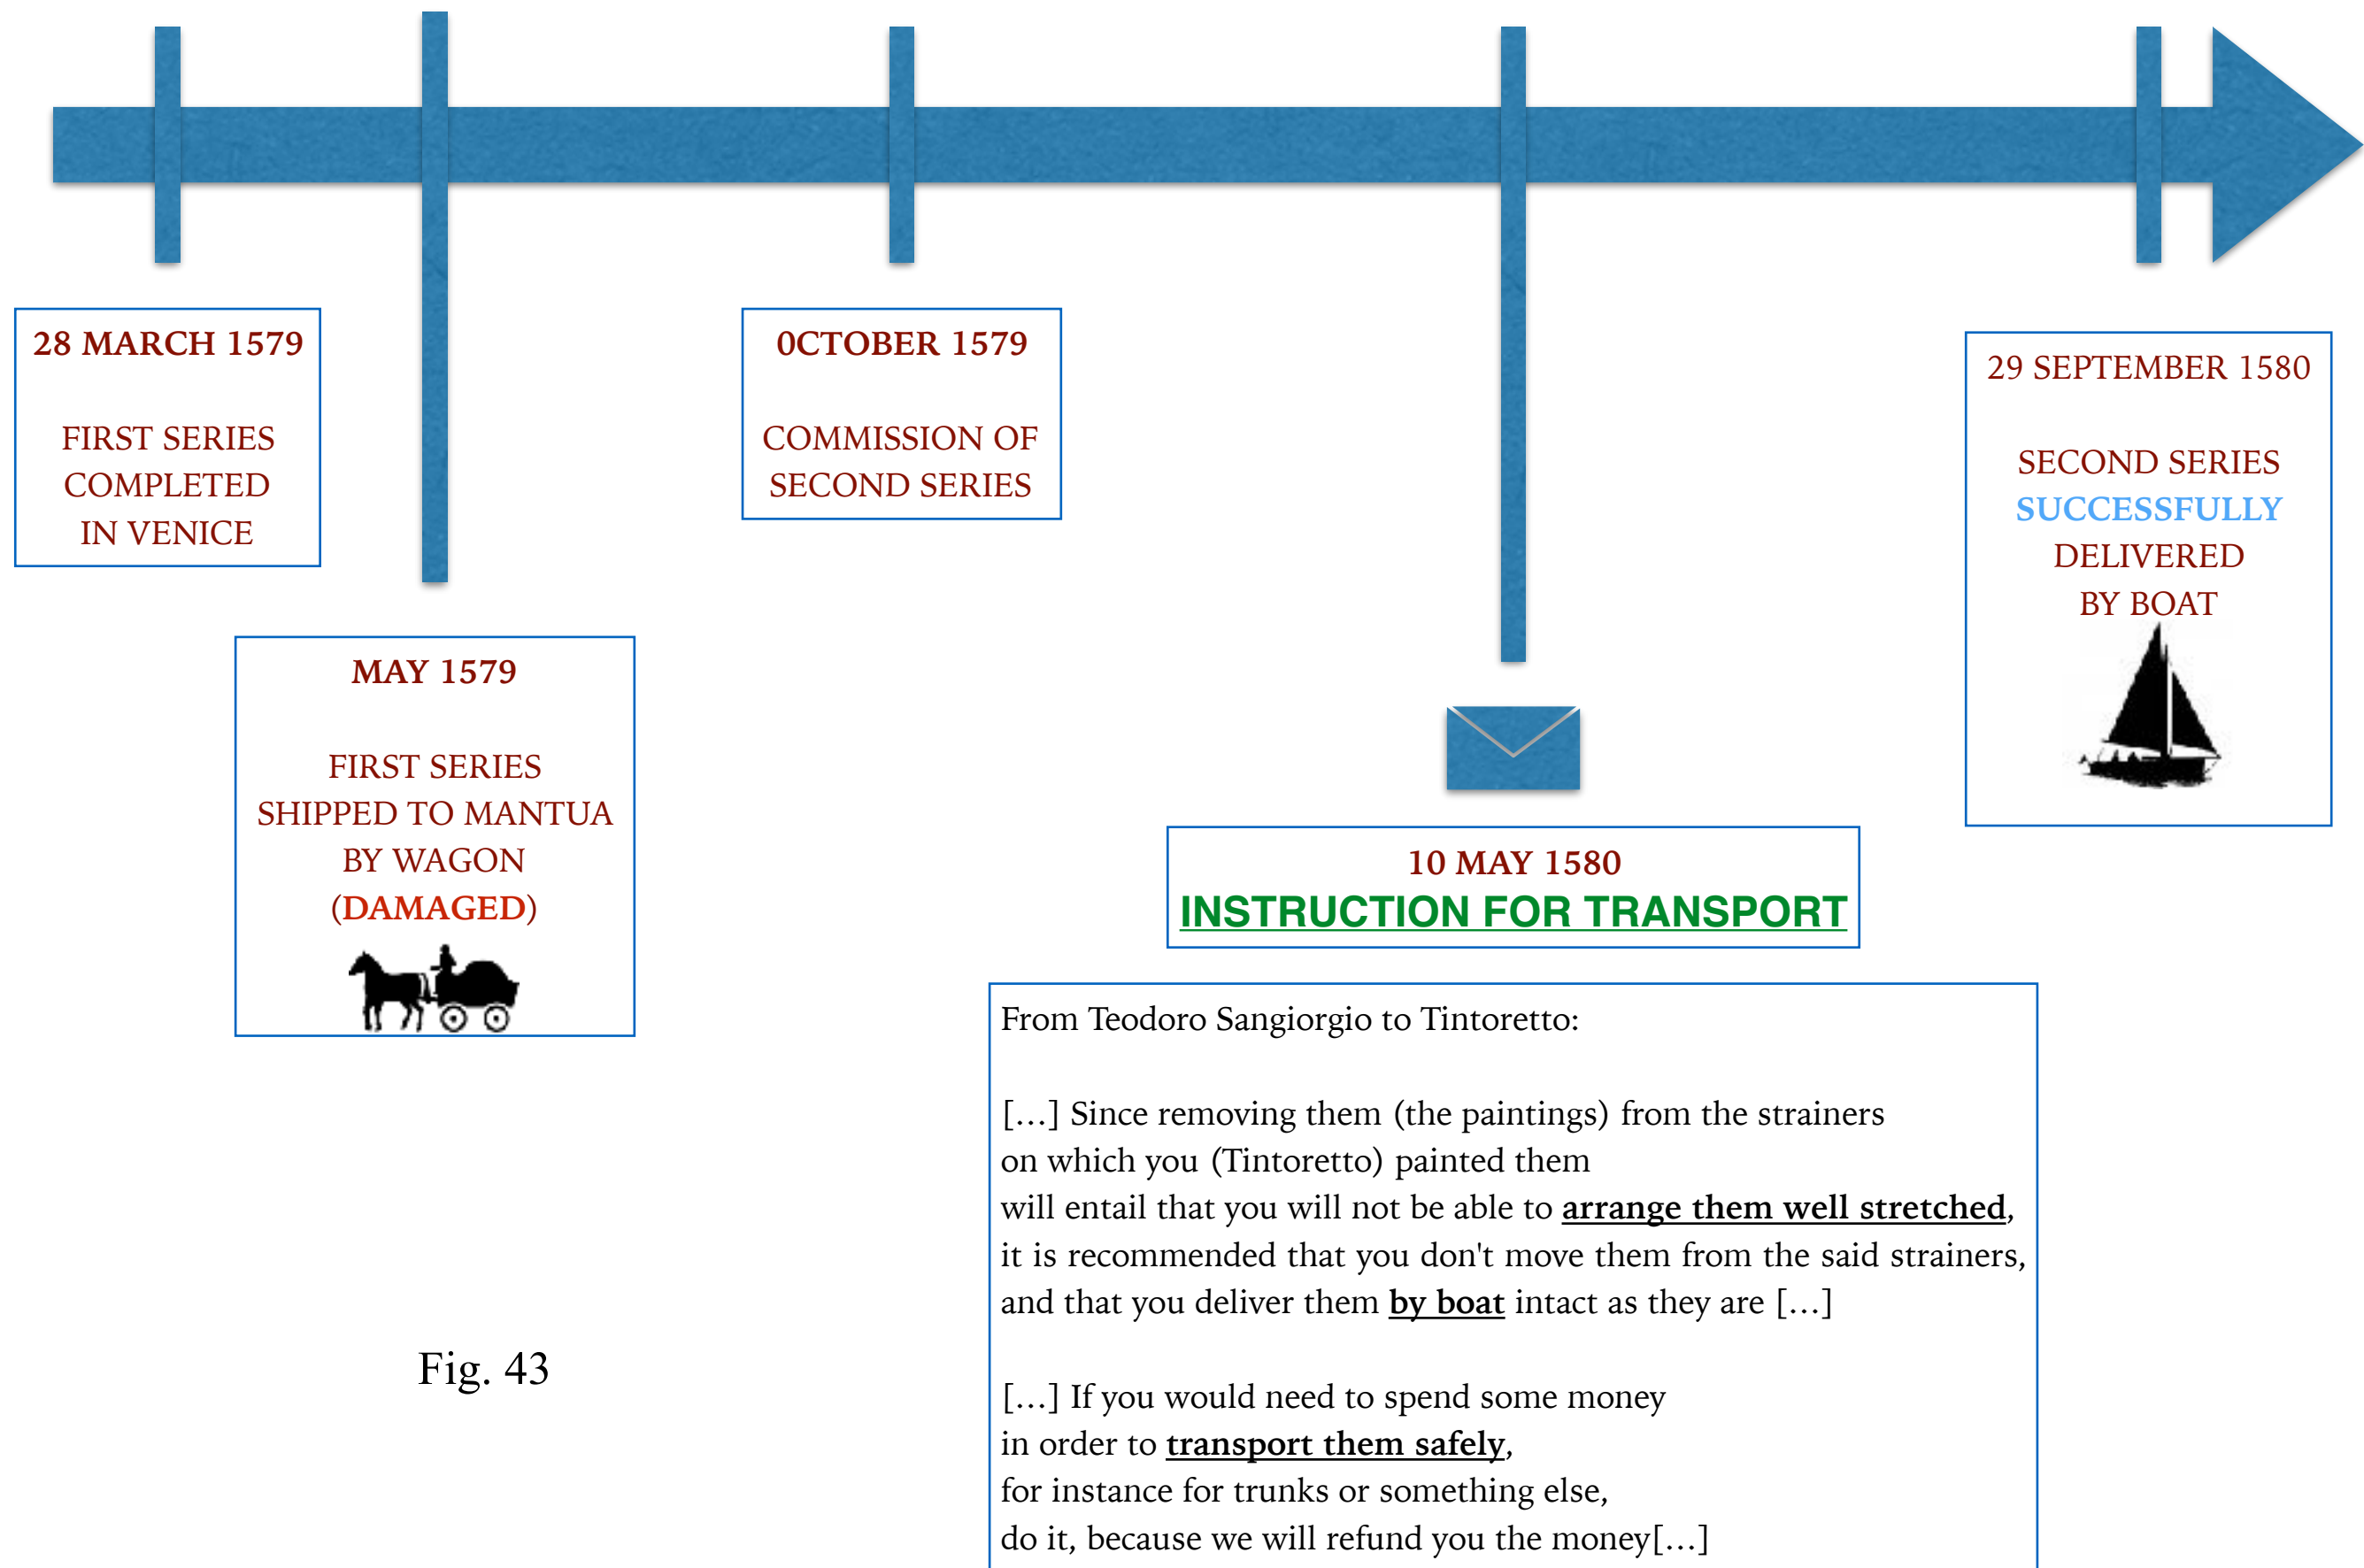 28 MARCH 1579
FIRST SERIES
COMPLETED
IN VENICE
MAY 1579
FIRST SERIES
SHIPPED TO MANTUA
BY WAGON
(DAMAGED)
0CTOBER 1579
COMMISSION OF
SECOND SERIES
10 MAY 1580
INSTRUCTION FOR TRANSPORT
From Teodoro Sangiorgio to Tintoretto:
[…] Since removing them (the paintings) from the strainers
on which you (Tintoretto) painted them
will entail that you will not be able to arrange them well stretched,
it is recommended that you don't move them from the said strainers,
and that you deliver them by boat intact as they are […]
[…] If you would need to spend some money
in order to transport them safely,
for instance for trunks or something else,
do it, because we will refund you the money[…]
29 SEPTEMBER 1580
SECOND SERIES
SUCCESSFULLY
DELIVERED
BY BOAT
Fig. 43